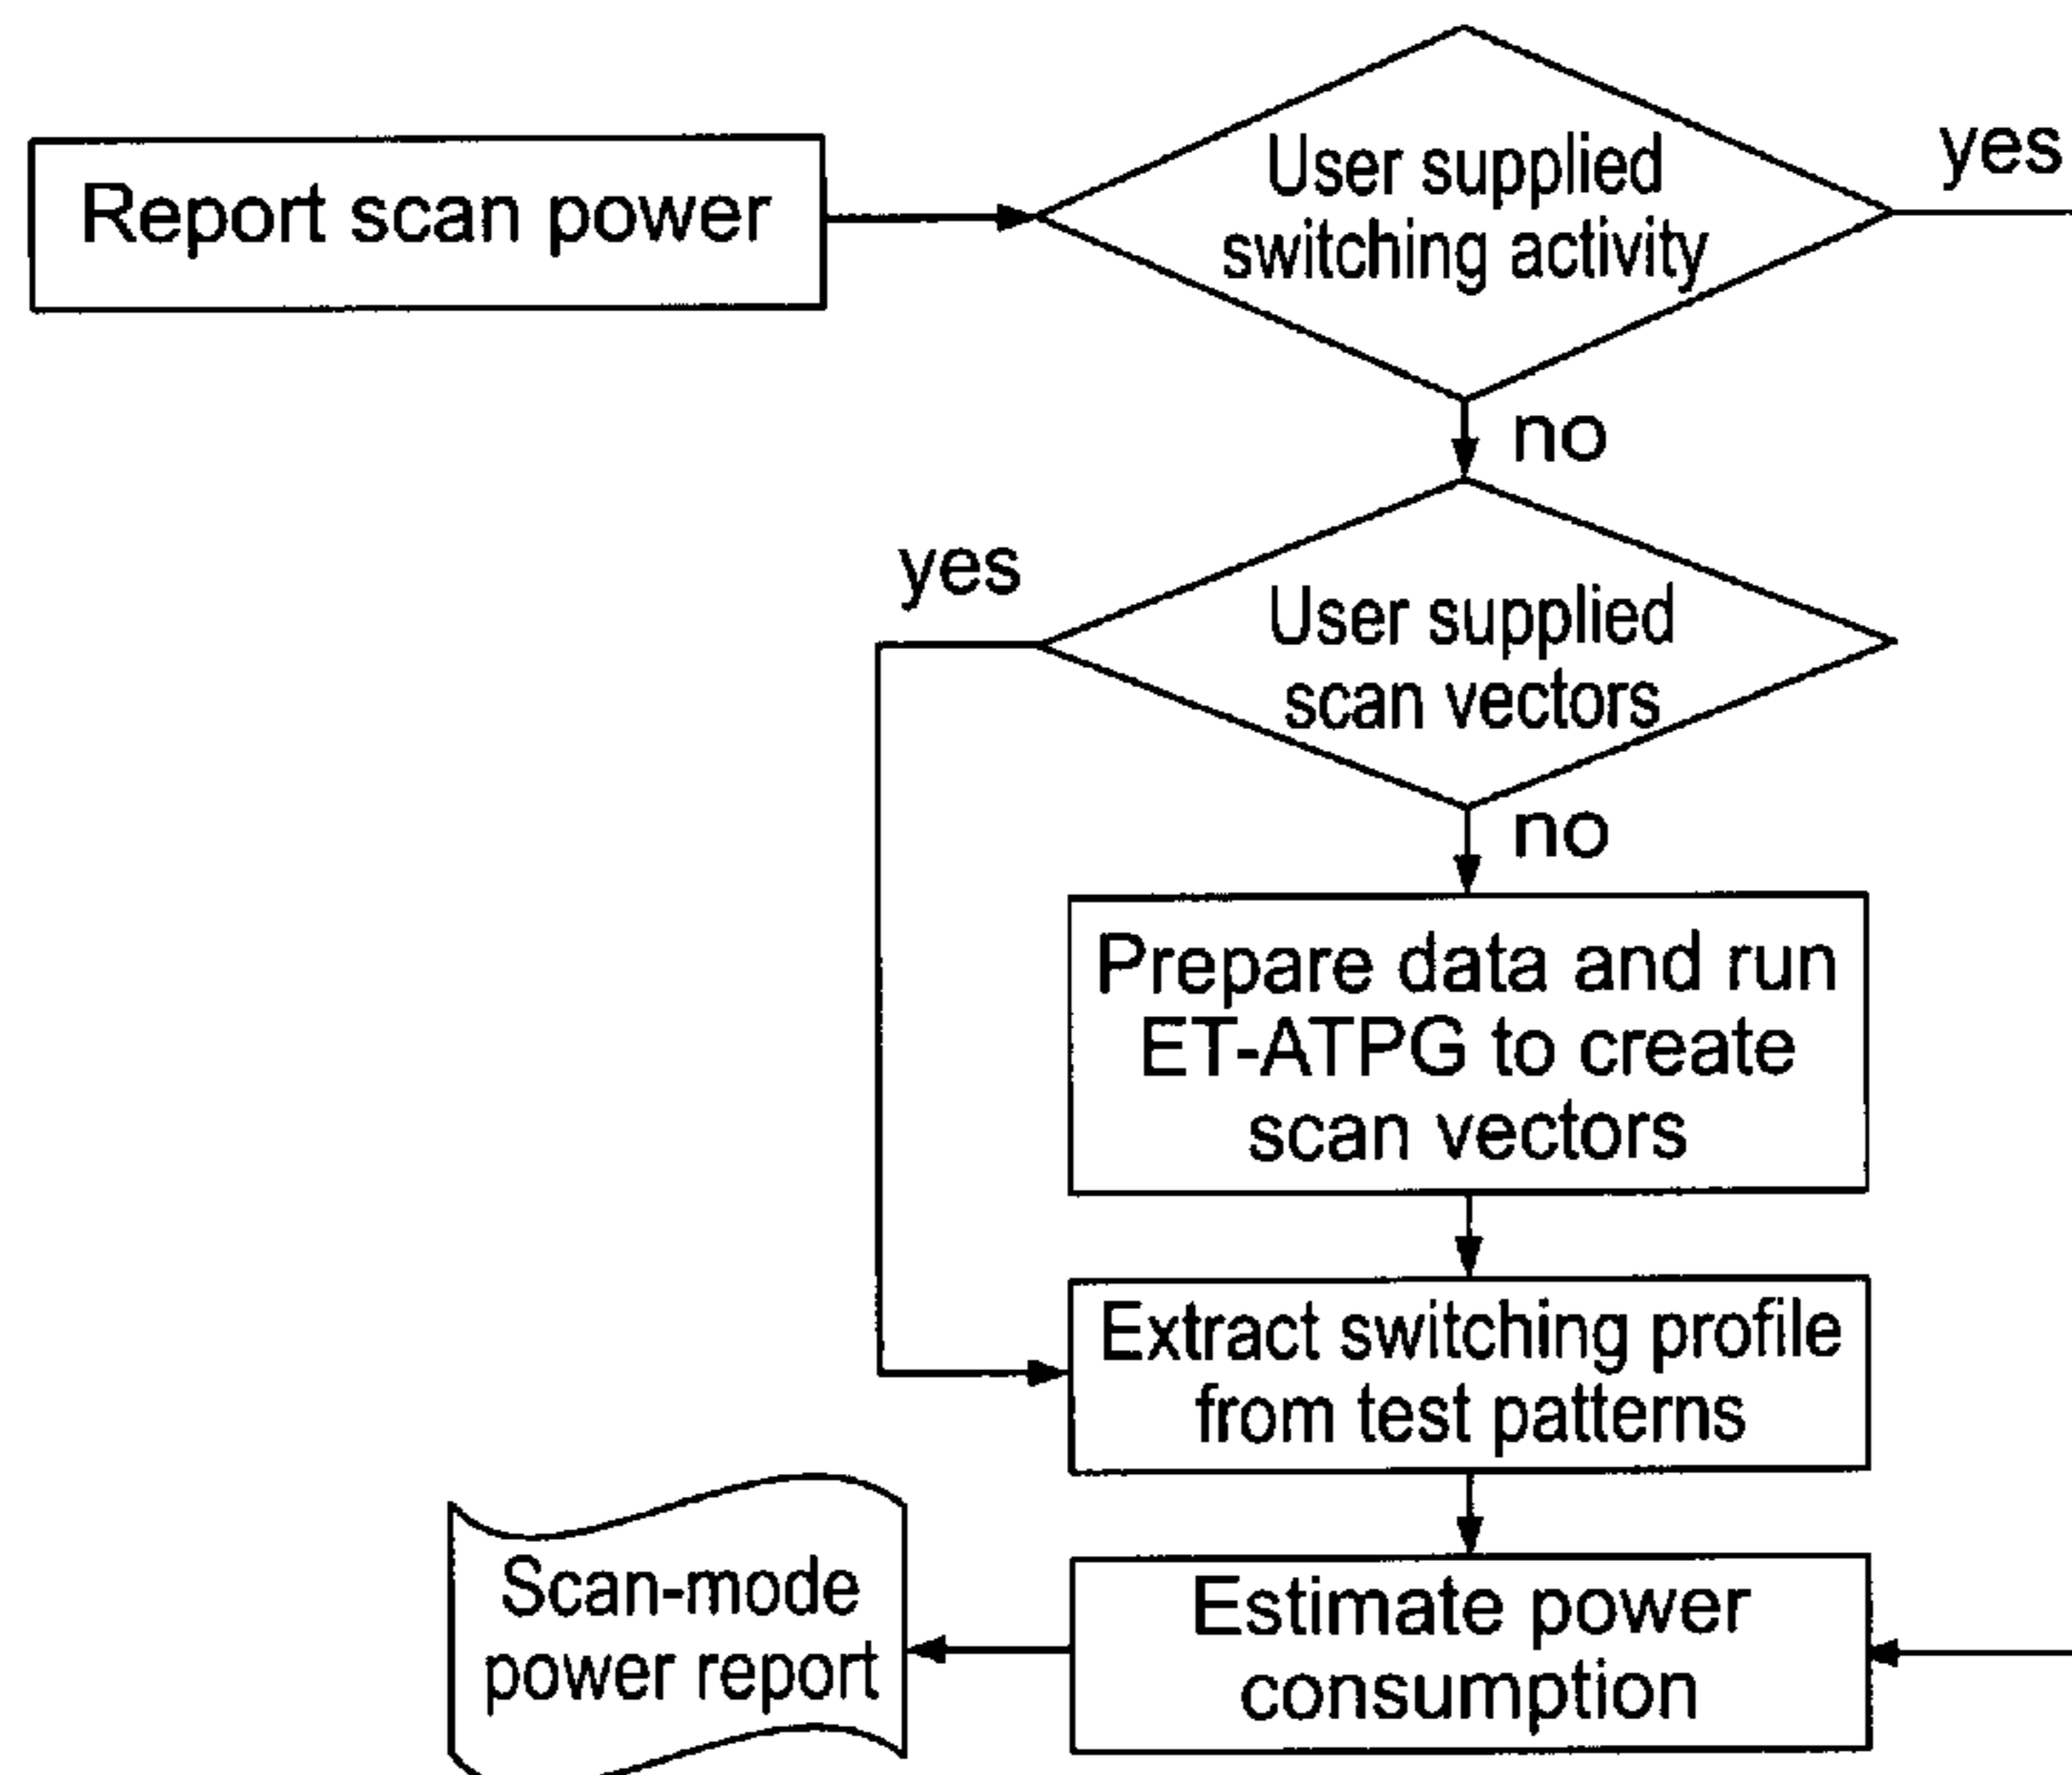 Report scan power
User supplied
switching activity
yes
no
yes
User supplied
scan vectors
no
Prepare data and run
ET-ATPG to create
scan vectors
Extract switching profile
from test patterns
Scan-mode
power report
Estimate power
consumption